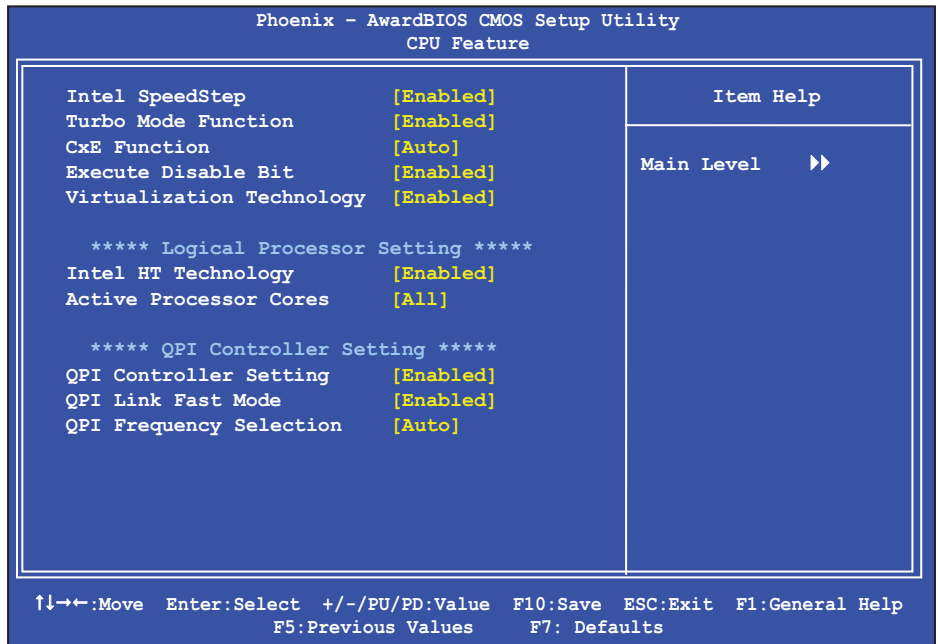 Phoenix – AwardBIOS CMOS Setup Utility
CPU Feature
Intel SpeedStep [Enabled]
Turbo Mode Function [Enabled]
CxE Function [Auto]
Execute Disable Bit [Enabled]
Virtualization Technology [Enabled]
***** Logical Processor Setting *****
Intel HT Technology [Enabled]
Active Processor Cores [All]
***** QPI Controller Setting *****
QPI Controller Setting [Enabled]
QPI Link Fast Mode [Enabled]
QPI Frequency Selection [Auto]
Item Help
Main Level ▶▶
↑↓→←:Move Enter:Select +/-/PU/PD:Value F10:Save ESC:Exit F1:General Help
F5:Previous Values F7: Defaults